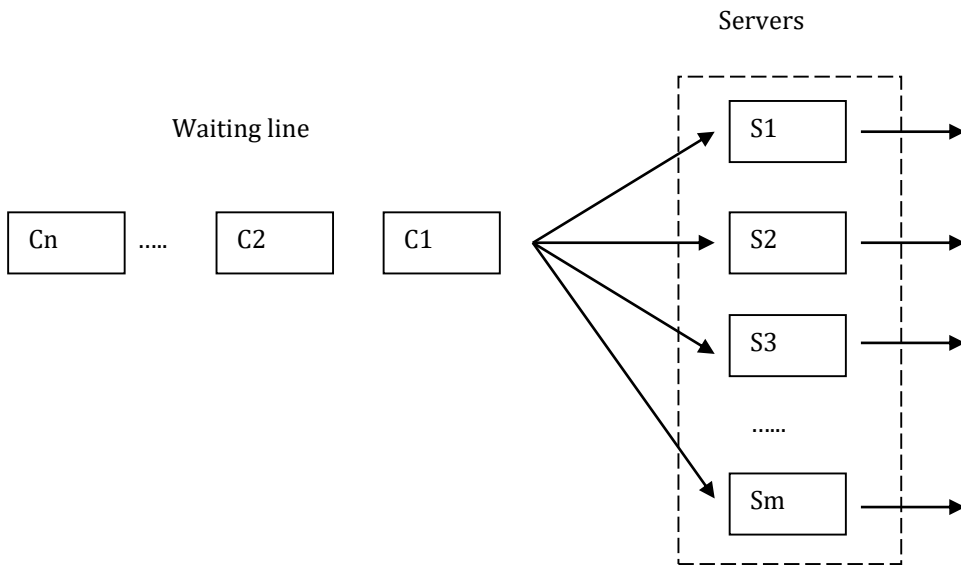 Servers
Waiting line
S1
Cn ..... C2 C1
S2
S3
......
Sm